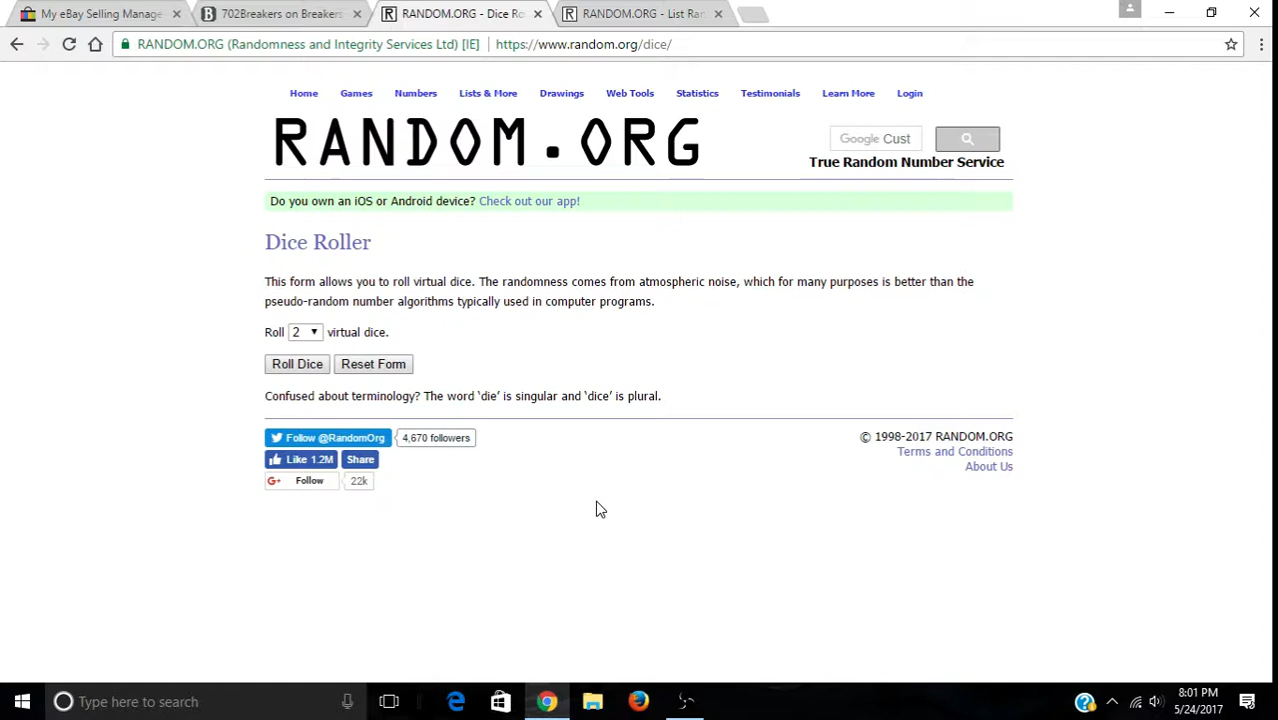 My eBay Selling Manage
702Breakers on Breakers
RANDOM.ORG - Dice Ro
RANDOM.ORG - List Ran
RANDOM.ORG (Randomness and Integrity Services Ltd) [IE]
https://www.random.org/dice/
Home Games Numbers Lists & More Drawings Web Tools Statistics Testimonials Learn More Login
RANDOM.ORG
Google Cust
True Random Number Service
Do you own an iOS or Android device? Check out our app!
Dice Roller
This form allows you to roll virtual dice. The randomness comes from atmospheric noise, which for many purposes is better than the
pseudo-random number algorithms typically used in computer programs.
Roll 2 virtual dice.
Roll Dice Reset Form
Confused about terminology? The word ‘die’ is singular and ‘dice’ is plural.
Follow @RandomOrg 4,670 followers
Like 1.2M Share
G+ Follow 22k
© 1998-2017 RANDOM.ORG
Terms and Conditions
About Us
Type here to search
8:01 PM
5/24/2017